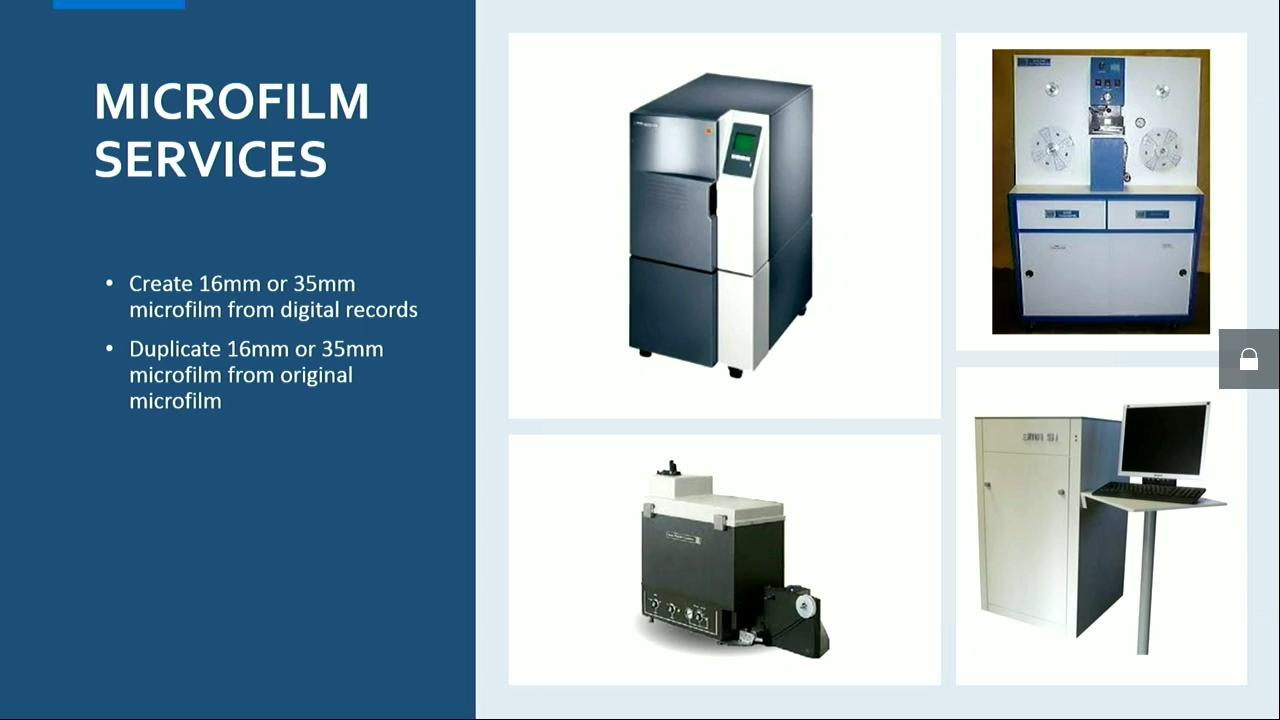 MICROFILM
SERVICES
• Create 16mm or 35mm
microfilm from digital records
• Duplicate 16mm or 35mm
microfilm from original
microfilm